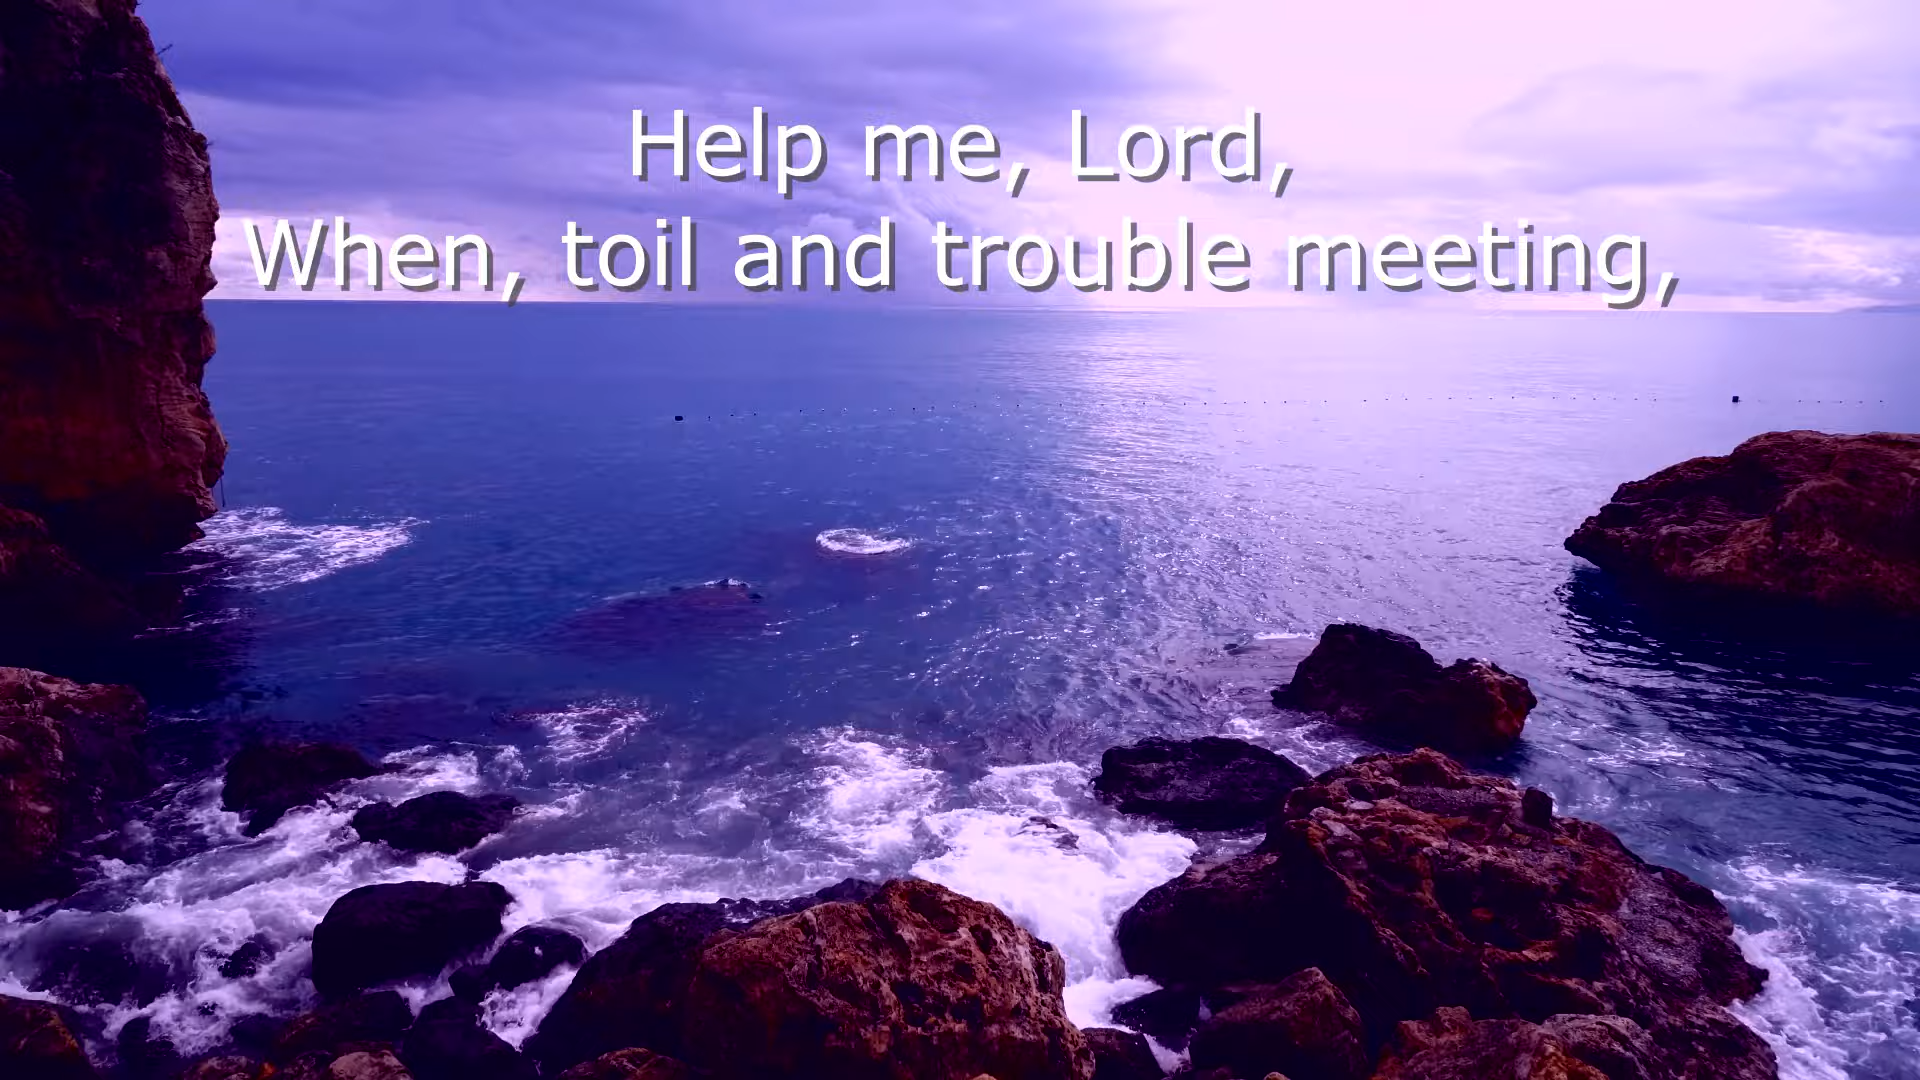 Help me, Lord,
When, toil and trouble meeting,